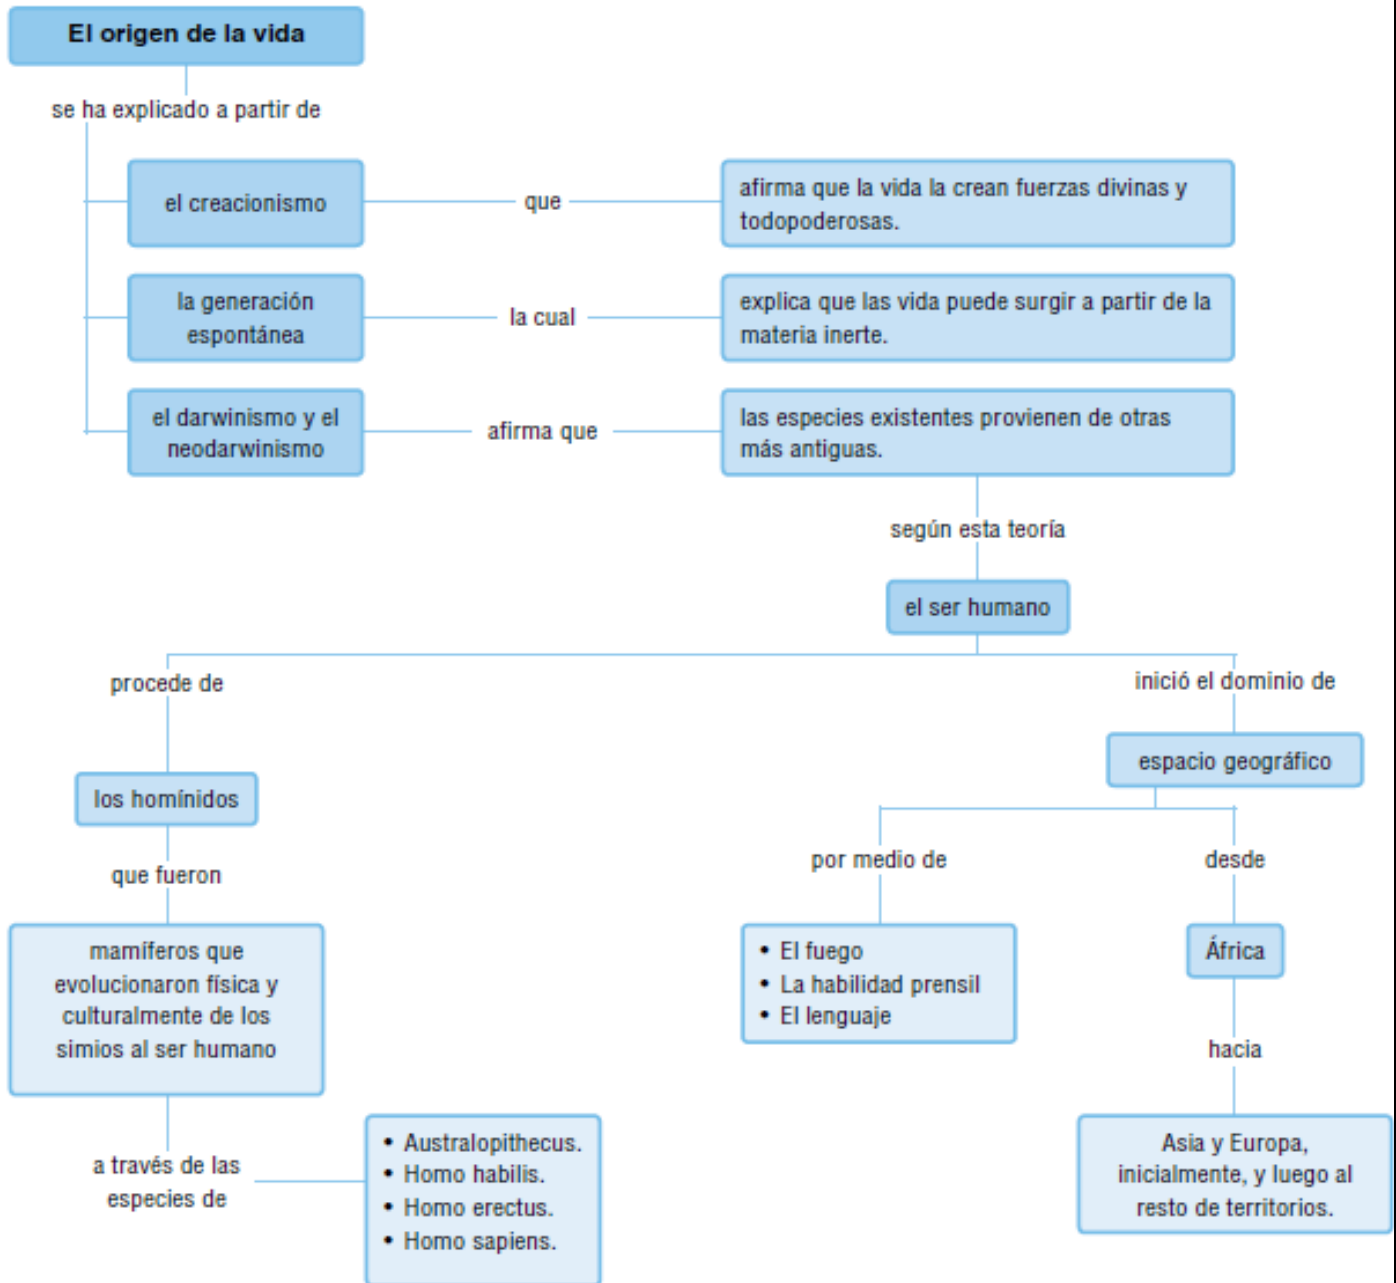 El origen de la vida
se ha explicado a partir de
el creacionismo
que
afirma que la vida la crean fuerzas divinas y
todopoderosas.
la generación
espontánea
la cual
explica que las vida puede surgir a partir de la
materia inerte.
el darwinismo y el
neodarwinismo
afirma que
las especies existentes provienen de otras
más antiguas.
según esta teoría
el ser humano
procede de
los homínidos
que fueron
mamíferos que
evolucionaron física y
culturalmente de los
simios al ser humano
a través de las
especies de
• Australopithecus.
• Homo habilis.
• Homo erectus.
• Homo sapiens.
inició el dominio de
espacio geográfico
por medio de
• El fuego
• La habilidad prensil
• El lenguaje
desde
África
hacia
Asia y Europa,
inicialmente, y luego al
resto de territorios.